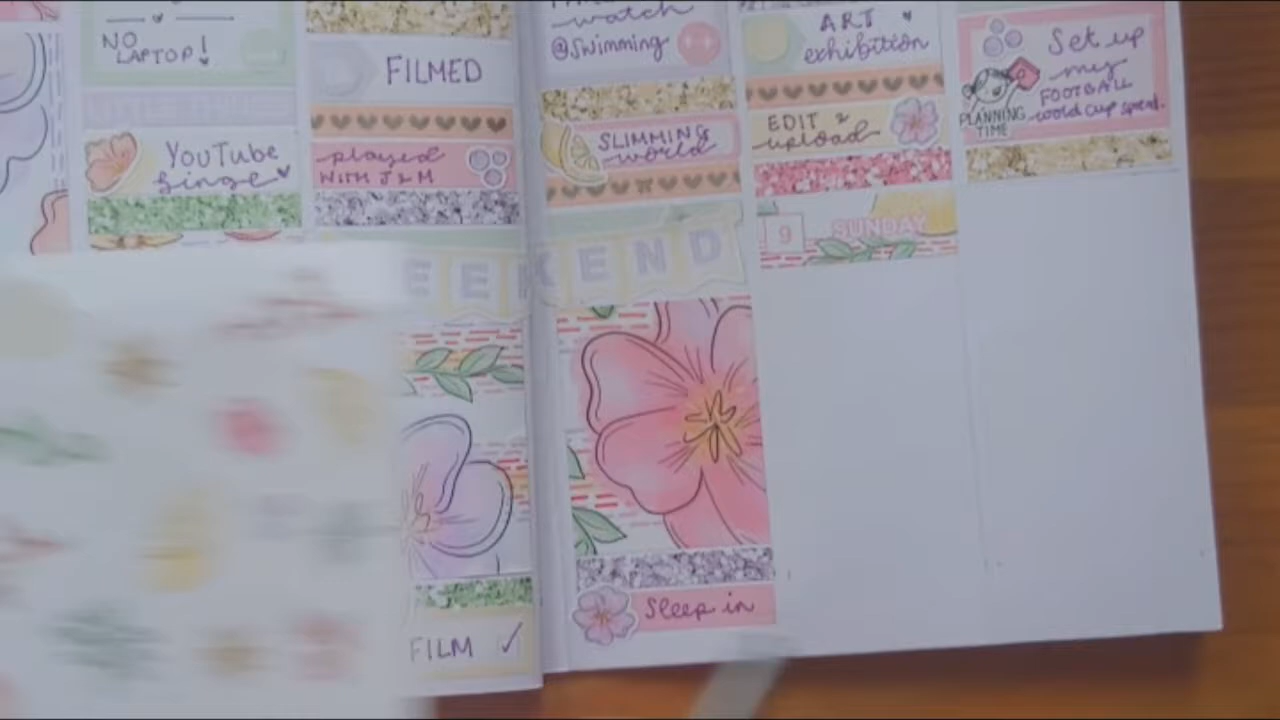 NO
LAPTOP!
YouTube
binge
FILMED
played
WITH J & M
watch
@Swimming
SLIMMING
world
ART
exhibition
EDIT &
upload
9 SUNDAY
Set up
my
FOOTBALL
world cup spread.
PLANNING
TIME
WEEKEND
FILM ✓
Sleep in